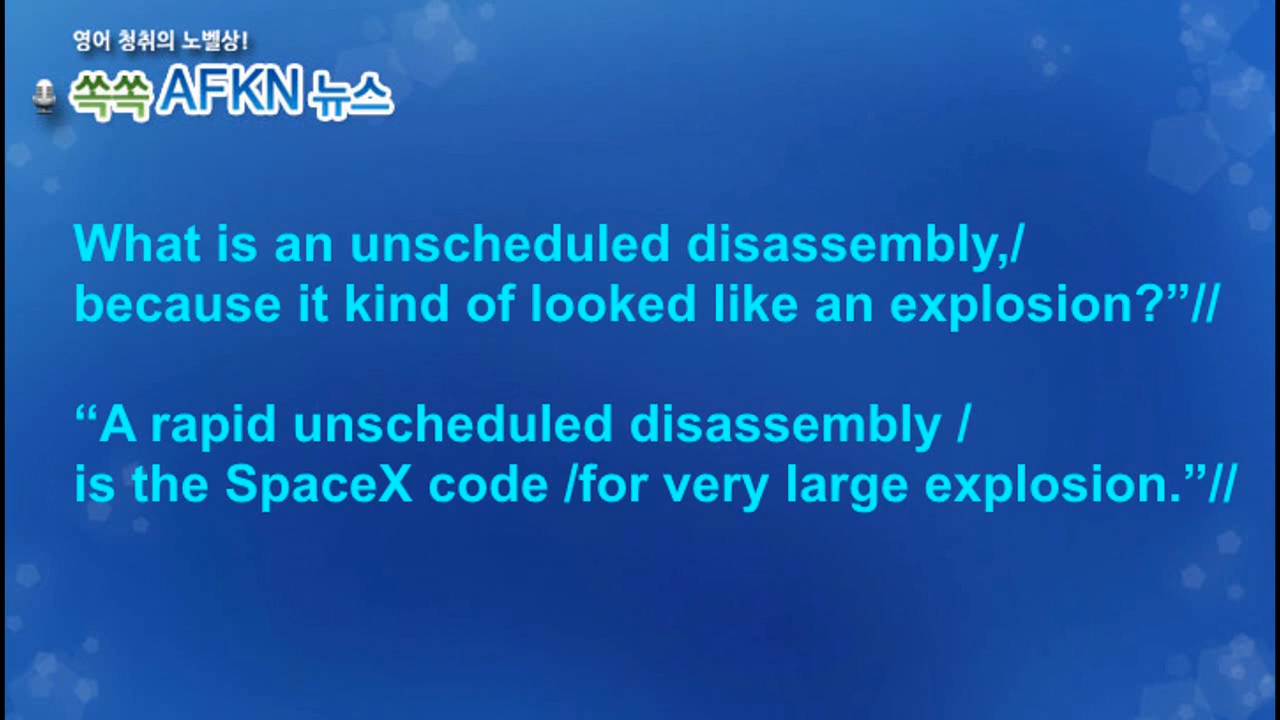 영어 청취의 노벨상!
쏙쏙 AFKN 뉴스
What is an unscheduled disassembly,/
because it kind of looked like an explosion?”//
“A rapid unscheduled disassembly /
is the SpaceX code /for very large explosion.”//